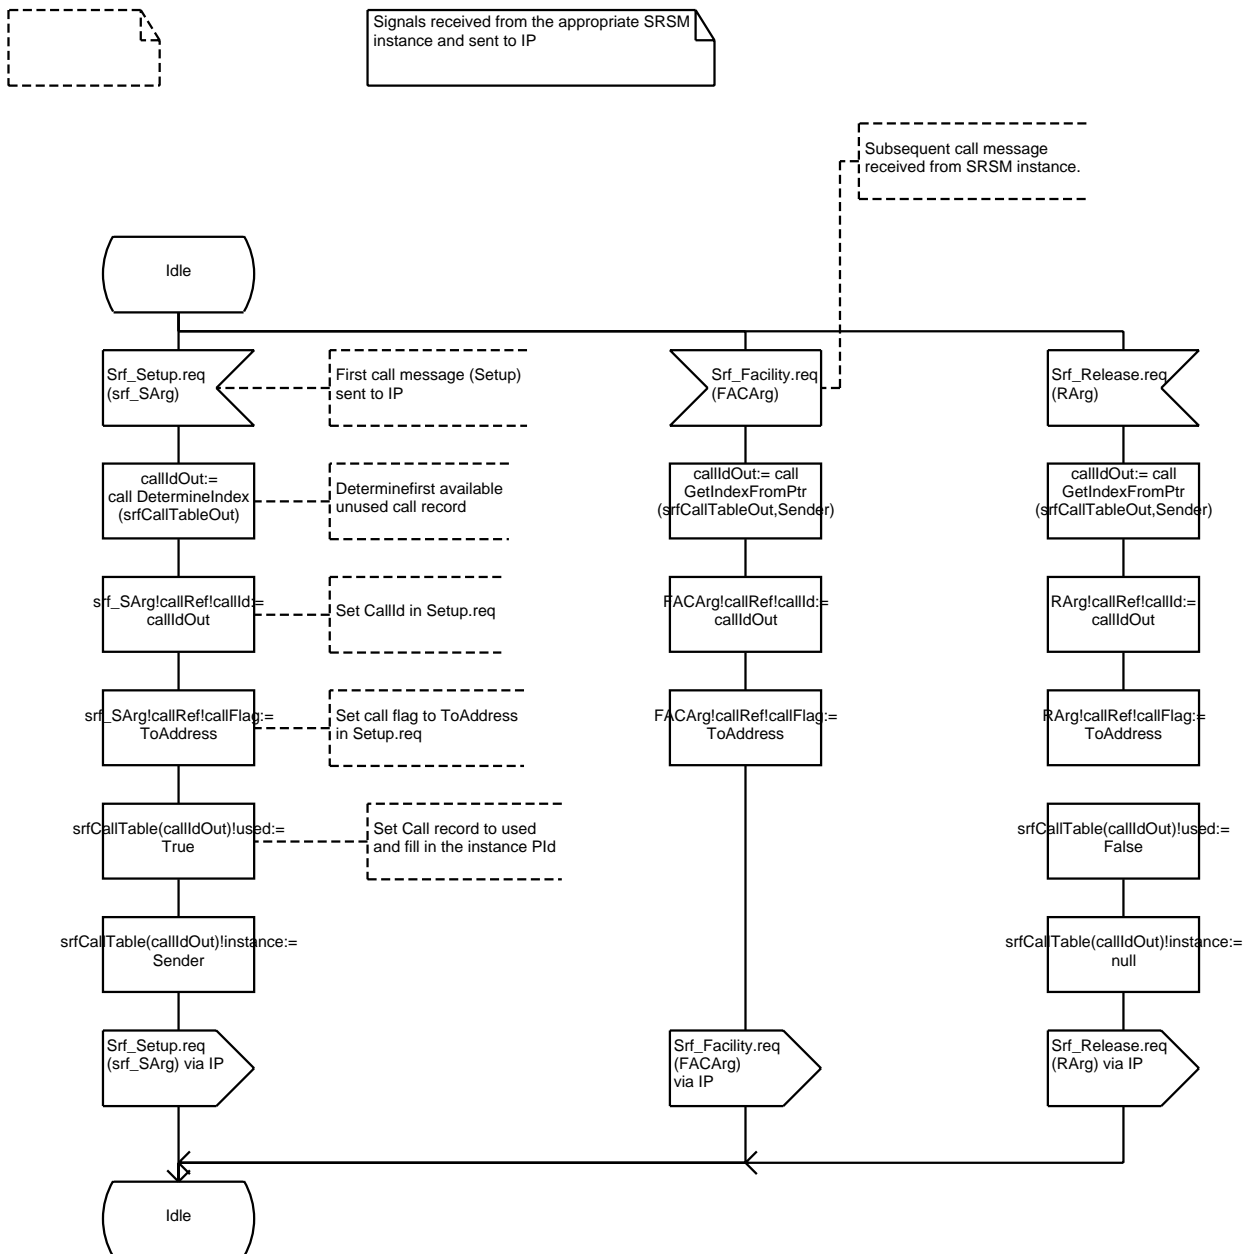 Signals received from the appropriate SRSM
instance and sent to IP
Subsequent call message
received from SRSM instance.
Idle
Srf_Setup.req
(srf_SArg)
First call message (Setup)
sent to IP
Srf_Facility.req
(FACArg)
Srf_Release.req
(RArg)
callIdOut:=
call DetermineIndex
(srfCallTableOut)
Determinefirst available
unused call record
callIdOut:= call
GetIndexFromPtr
(srfCallTableOut,Sender)
callIdOut:= call
GetIndexFromPtr
(srfCallTableOut,Sender)
srf_SArg!callRef!callId:=
callIdOut
Set CallId in Setup.req
FACArg!callRef!callId:=
callIdOut
RArg!callRef!callId:=
callIdOut
srf_SArg!callRef!callFlag:=
ToAddress
Set call flag to ToAddress
in Setup.req
FACArg!callRef!callFlag:=
ToAddress
RArg!callRef!callFlag:=
ToAddress
srfCallTable(callIdOut)!used:=
True
Set Call record to used
and fill in the instance PId
srfCallTable(callIdOut)!used:=
False
srfCallTable(callIdOut)!instance:=
Sender
srfCallTable(callIdOut)!instance:=
null
Srf_Setup.req
(srf_SArg) via IP
Srf_Facility.req
(FACArg)
via IP
Srf_Release.req
(RArg) via IP
Idle